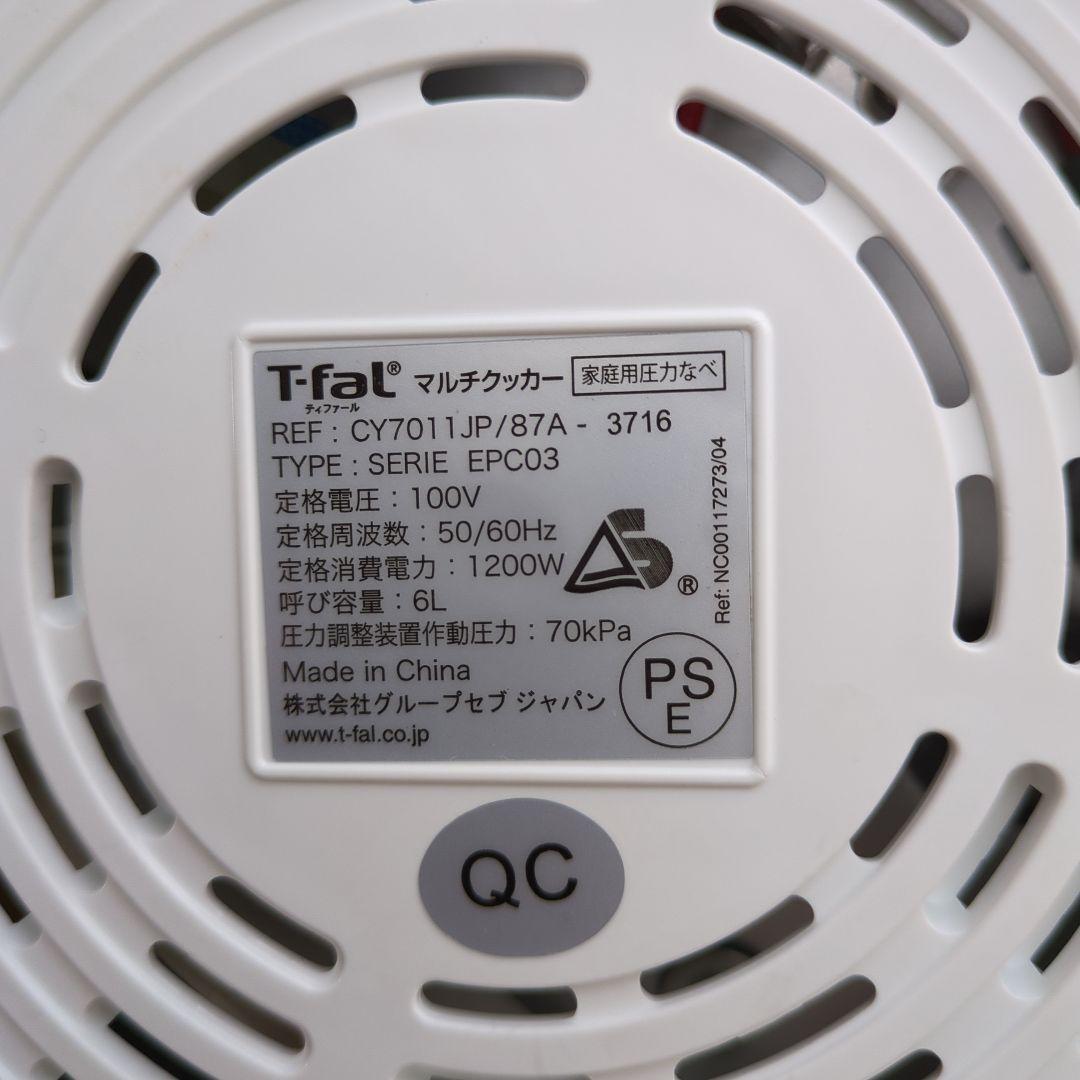 T-fal® マルチクッカー 家庭用圧力なべ
ティファール
REF : CY7011JP/87A - 3716
TYPE : SERIE EPC03
定格電圧 : 100V
定格周波数 : 50/60Hz
定格消費電力 : 1200W
呼び容量 : 6L
圧力調整装置作動圧力 : 70kPa
Made in China
株式会社グループセブ ジャパン
www.t-fal.co.jp
S ®
Ref: NC00117273/04
PS
E
QC